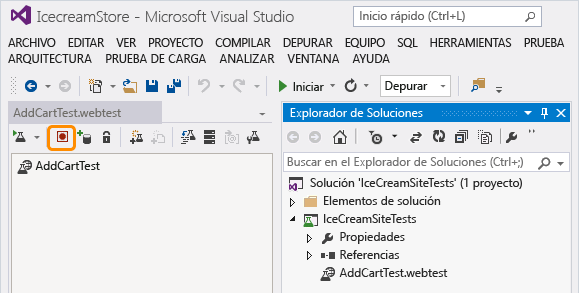 IcecreamStore - Microsoft Visual Studio
Inicio rápido (Ctrl+L)
ARCHIVO EDITAR VER PROYECTO COMPILAR DEPURAR EQUIPO SQL HERRAMIENTAS PRUEBA
ARQUITECTURA PRUEBA DE CARGA ANALIZAR VENTANA AYUDA
Iniciar
Depurar
AddCartTest.webtest
AddCartTest
Explorador de Soluciones
Buscar en el Explorador de Soluciones (Ctrl+;)
Solución 'IceCreamSiteTests' (1 proyecto)
Elementos de solución
IceCreamSiteTests
Propiedades
Referencias
AddCartTest.webtest